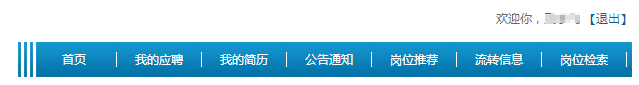 欢迎你， 【退出】
首页 我的应聘 我的简历 公告通知 岗位推荐 流转信息 岗位检索